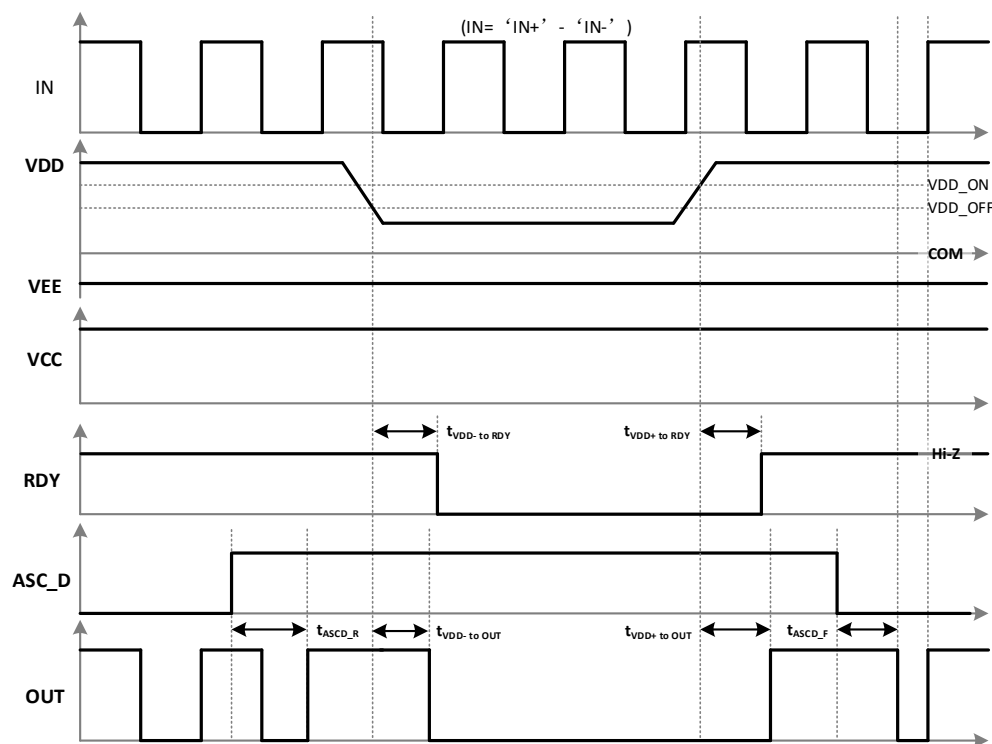 (IN= ‘IN+’ - ‘IN-’ )
IN
VDD
VDD_ON
VDD_OFF
COM
VEE
VCC
tVDD- to RDY
tVDD+ to RDY
Hi-Z
RDY
ASC_D
tASCD_R
tVDD- to OUT
tVDD+ to OUT
tASCD_F
OUT